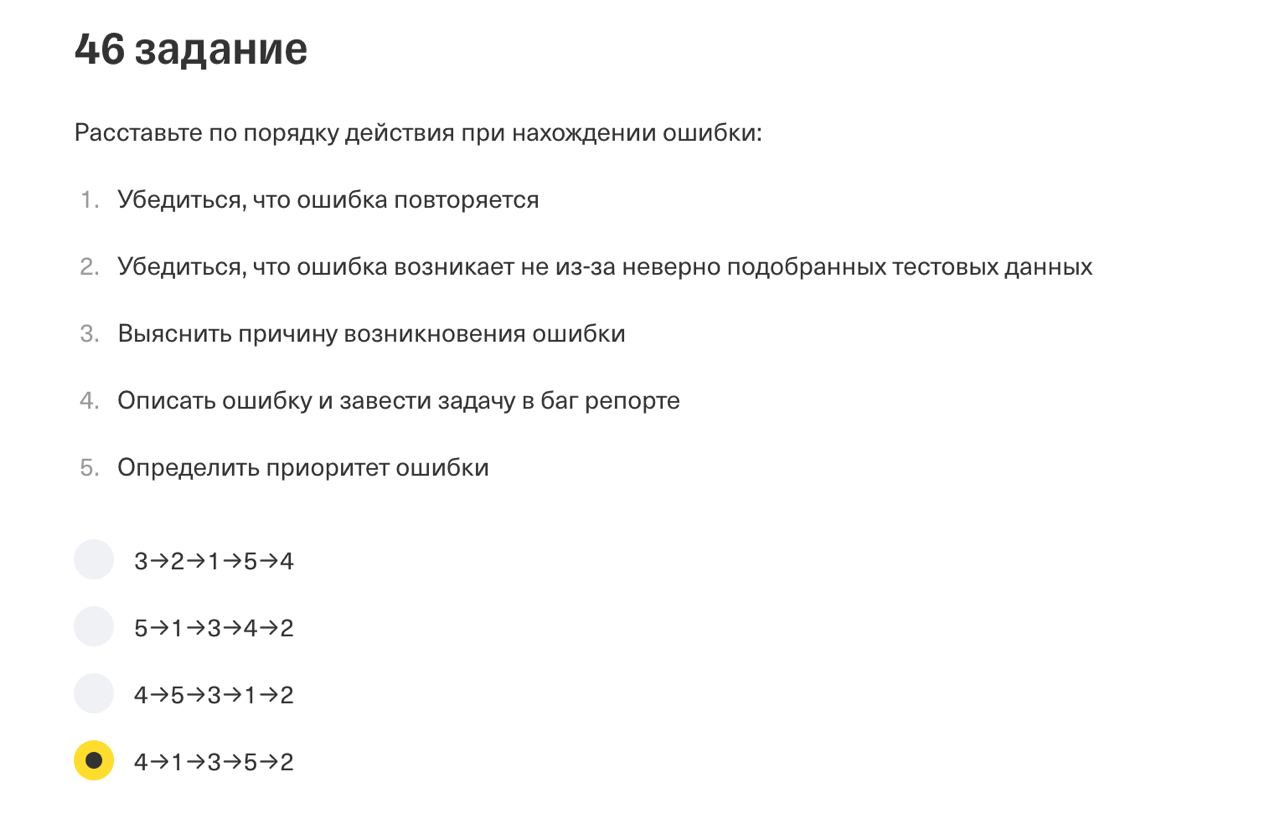 46 задание
Расставьте по порядку действия при нахождении ошибки:
1. Убедиться, что ошибка повторяется
2. Убедиться, что ошибка возникает не из-за неверно подобранных тестовых данных
3. Выяснить причину возникновения ошибки
4. Описать ошибку и завести задачу в баг репорте
5. Определить приоритет ошибки
3→2→1→5→4
5→1→3→4→2
4→5→3→1→2
4→1→3→5→2